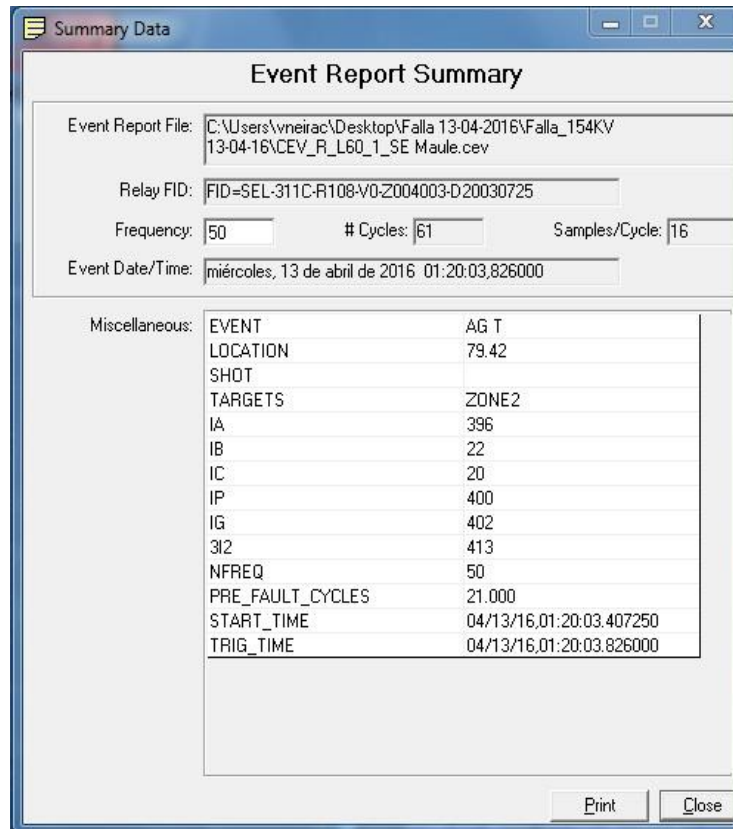 Summary Data
Event Report Summary
Event Report File: C:\Users\vneirac\Desktop\Falla 13-04-2016\Falla_154KV
13-04-16\CEV_R_L60_1_SE Maule.cev
Relay FID: FID=SEL-311C-R108-V0-Z004003-D20030725
Frequency: 50 # Cycles: 61 Samples/Cycle: 16
Event Date/Time: miércoles, 13 de abril de 2016 01:20:03,826000
Miscellaneous: EVENT AG T
LOCATION 79.42
SHOT
TARGETS ZONE2
IA 396
IB 22
IC 20
IP 400
IG 402
3I2 413
NFREQ 50
PRE_FAULT_CYCLES 21.000
START_TIME 04/13/16,01:20:03.407250
TRIG_TIME 04/13/16,01:20:03.826000
Print Close